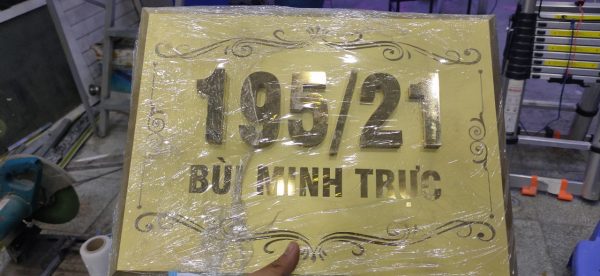 195/21
BÙI MINH TRỰC